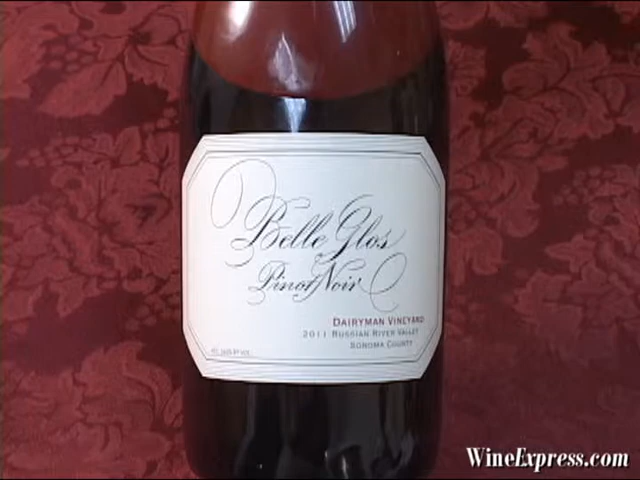 Belle Glos
Pinot Noir
DAIRYMAN VINEYARD
2011 RUSSIAN RIVER VALLEY
SONOMA COUNTY
WineExpress.com